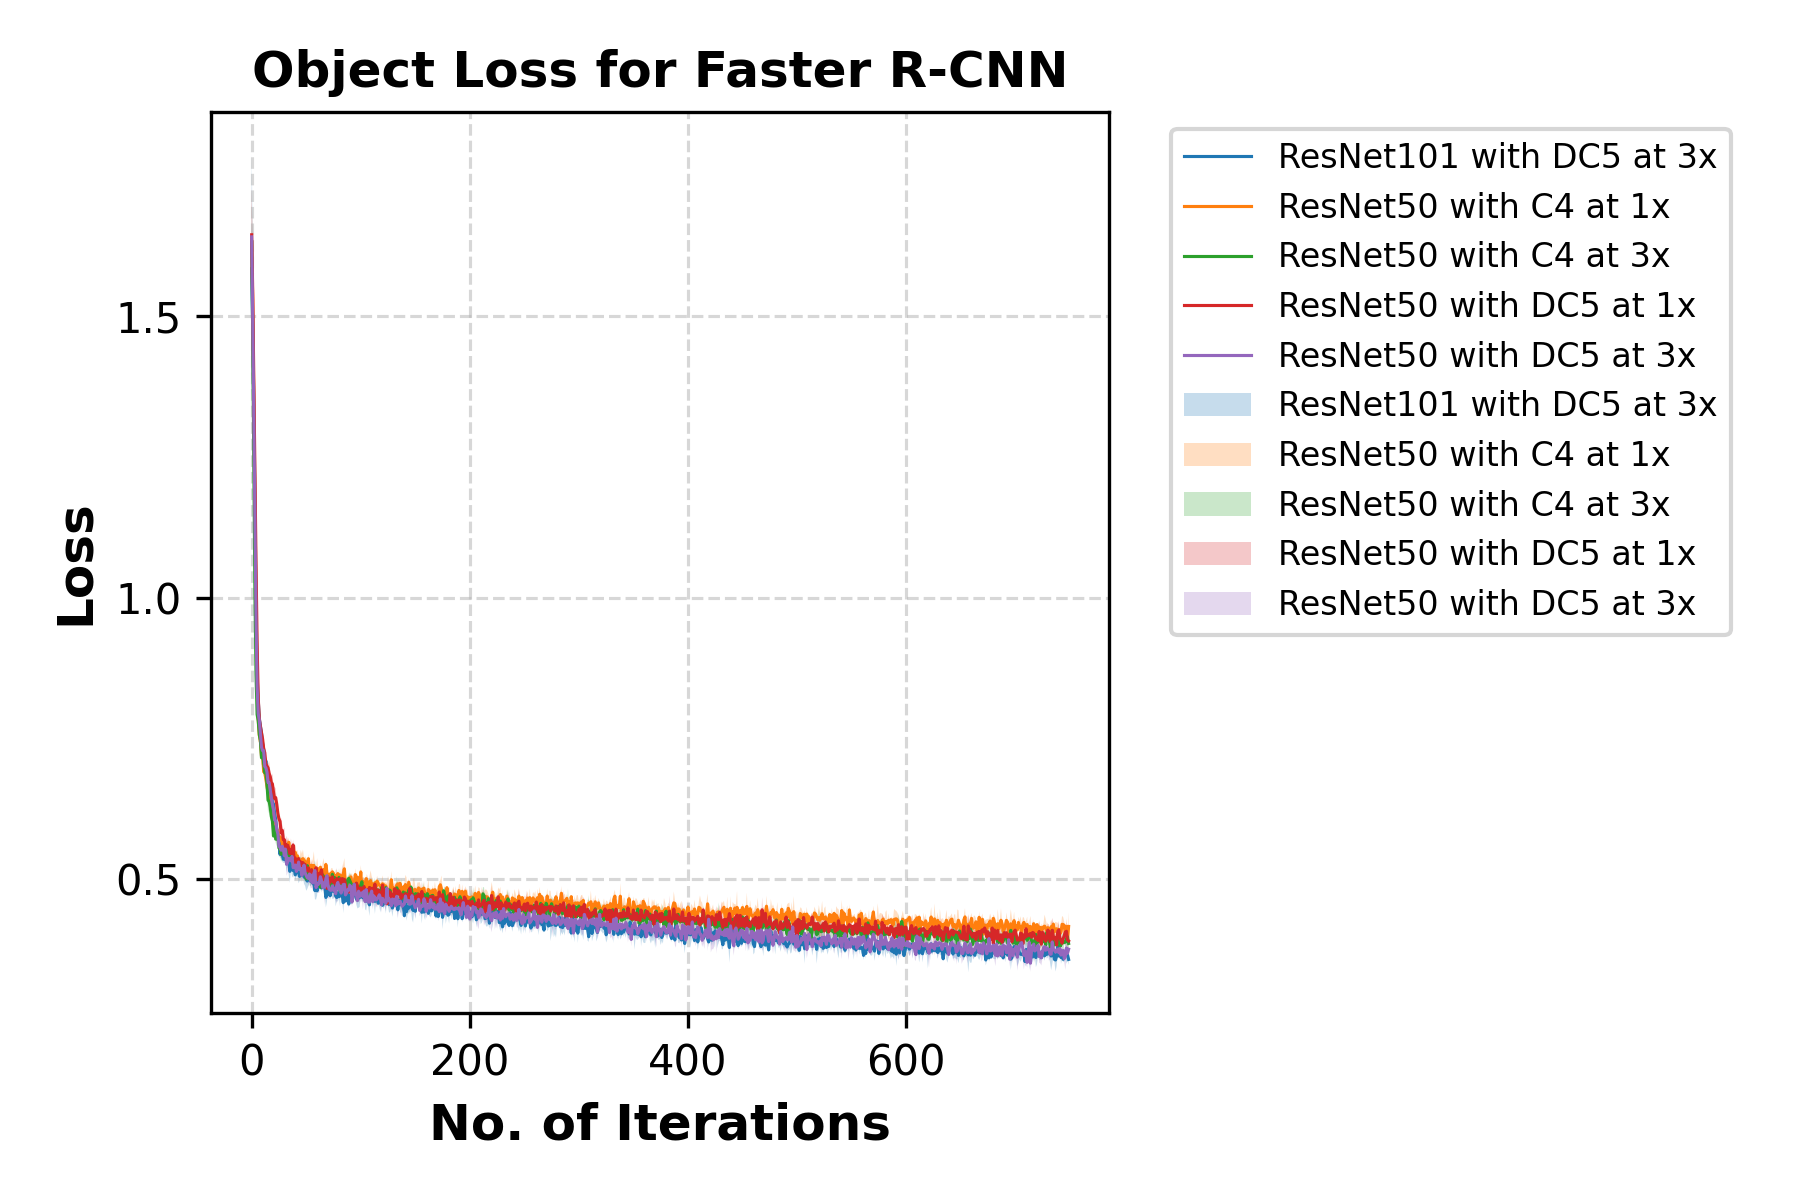 Object Loss for Faster R-CNN
Loss
1.5
1.0
0.5
0 200 400 600
No. of Iterations
ResNet101 with DC5 at 3x
ResNet50 with C4 at 1x
ResNet50 with C4 at 3x
ResNet50 with DC5 at 1x
ResNet50 with DC5 at 3x
ResNet101 with DC5 at 3x
ResNet50 with C4 at 1x
ResNet50 with C4 at 3x
ResNet50 with DC5 at 1x
ResNet50 with DC5 at 3x